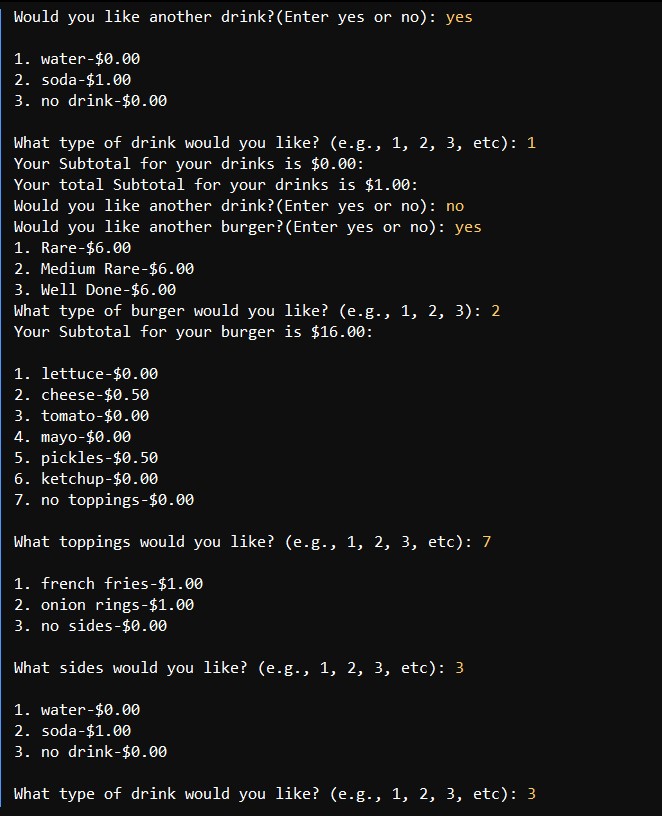 Would you like another drink?(Enter yes or no): yes
1. water-$0.00
2. soda-$1.00
3. no drink-$0.00
What type of drink would you like? (e.g., 1, 2, 3, etc): 1
Your Subtotal for your drinks is $0.00:
Your total Subtotal for your drinks is $1.00:
Would you like another drink?(Enter yes or no): no
Would you like another burger?(Enter yes or no): yes
1. Rare-$6.00
2. Medium Rare-$6.00
3. Well Done-$6.00
What type of burger would you like? (e.g., 1, 2, 3): 2
Your Subtotal for your burger is $16.00:
1. lettuce-$0.00
2. cheese-$0.50
3. tomato-$0.00
4. mayo-$0.00
5. pickles-$0.50
6. ketchup-$0.00
7. no toppings-$0.00
What toppings would you like? (e.g., 1, 2, 3, etc): 7
1. french fries-$1.00
2. onion rings-$1.00
3. no sides-$0.00
What sides would you like? (e.g., 1, 2, 3, etc): 3
1. water-$0.00
2. soda-$1.00
3. no drink-$0.00
What type of drink would you like? (e.g., 1, 2, 3, etc): 3